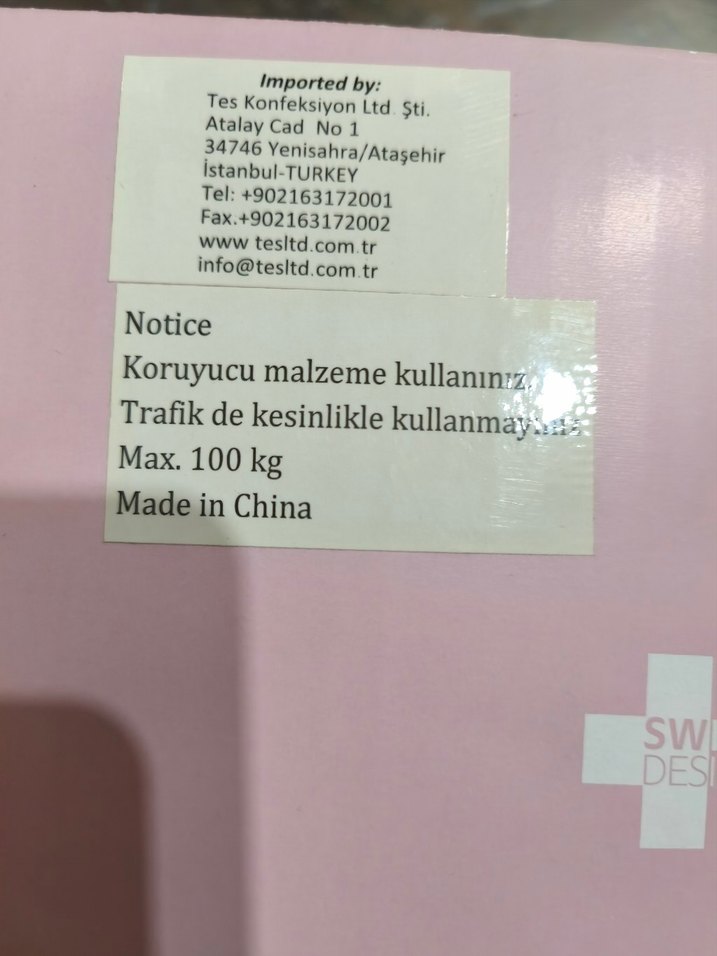 Imported by:
Tes Konfeksiyon Ltd. Şti.
Atalay Cad No 1
34746 Yenisahra/Ataşehir
İstanbul-TURKEY
Tel: +902163172001
Fax.+902163172002
www tesltd.com.tr
info@tesltd.com.tr
Notice
Koruyucu malzeme kullanınız.
Trafik de kesinlikle
Max. 100 kg
Made in China